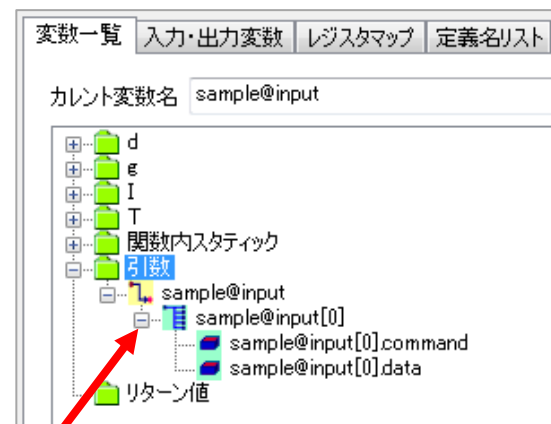 変数一覧 入力・出力変数 レジスタマップ 定義名リスト
カレント変数名 sample@input
d
g
I
T
関数内スタティック
引数
sample@input
sample@input[0]
sample@input[0].command
sample@input[0].data
リターン値